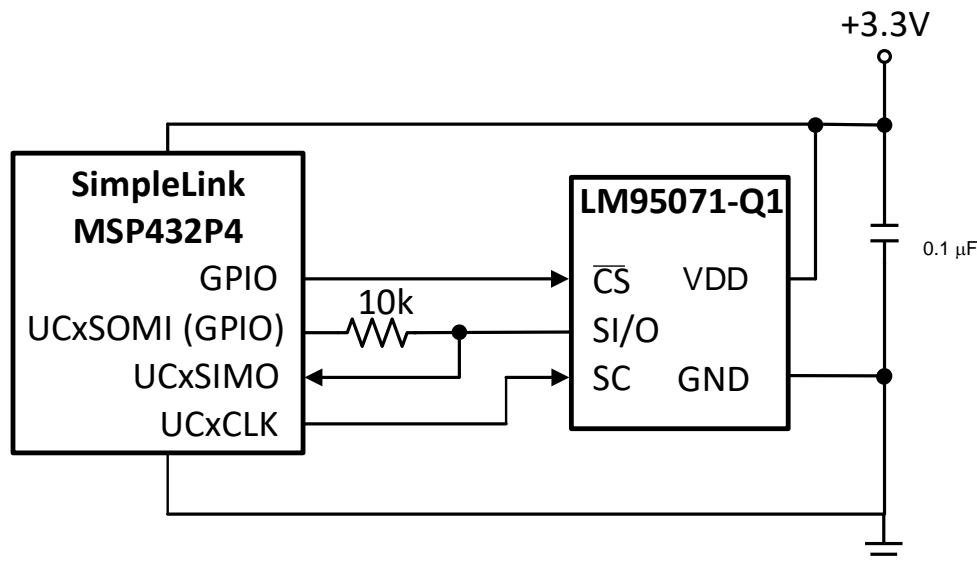 +3.3V
SimpleLink
MSP432P4
GPIO
UCxSOMI (GPIO)
UCxSIMO
UCxCLK
10k
LM95071-Q1
CS VDD
SI/O
SC GND
0.1 μF